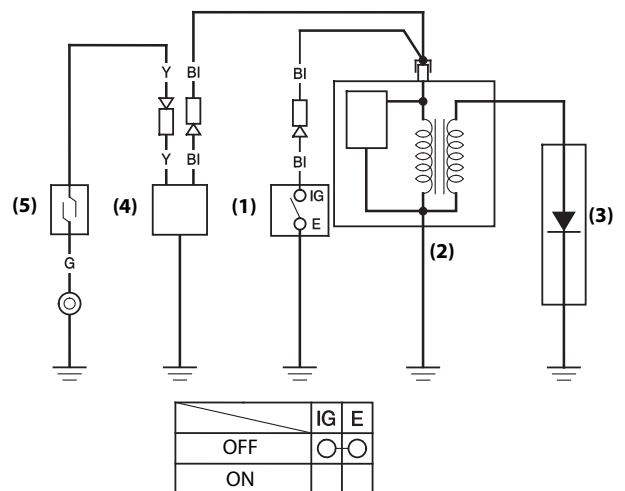 Y
Bl
Bl
Y
Bl
Bl
(5)
(4)
(1)
IG
E
(2)
(3)
G
IG E
OFF
ON